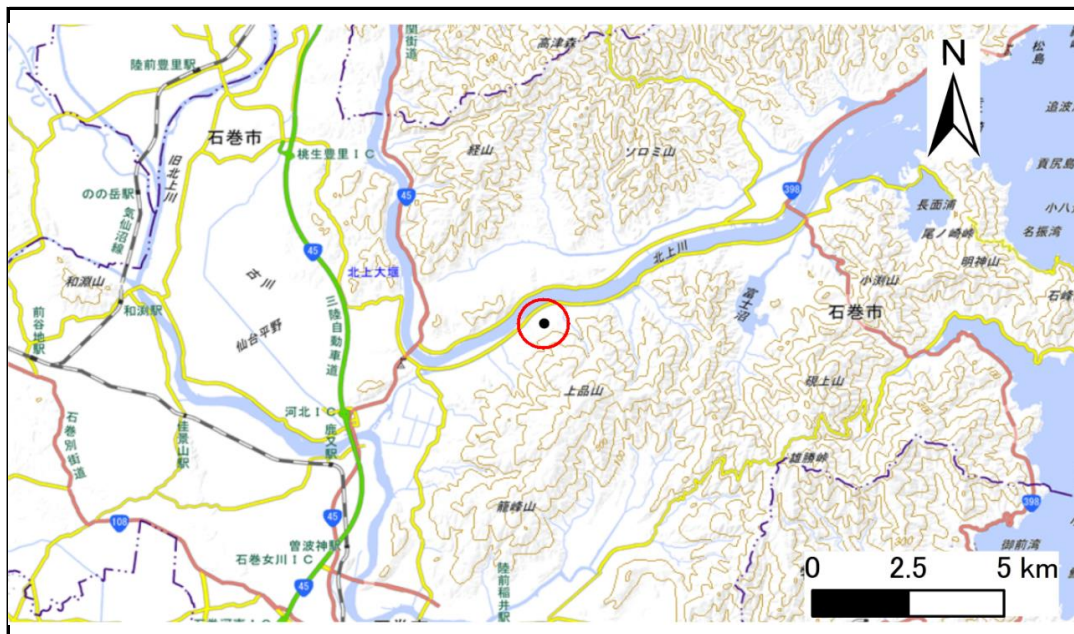 高津森
関街道
松島
N
陸前豊里駅
追波
石巻市
桃生豊里IC
旧北上川
経山
ソロミ山
貢尻島
のの岳駅
45
398
長面浦
小八
尾ノ崎峠
名振湾
気仙沼線
45
北上川
北上大堰
明神山
古川
小渕山
石峰
和渕山
和渕駅
富士沼
石巻市
仙台平野
三陸自動車道
前谷地駅
上品山
硯上山
河北IC
鹿又駅
石巻別街道
佳景山駅
雄勝峠
籠峰山
398
108
45
曽波神駅
御前湾
石巻女川IC
陸前稲井駅
45
0 2.5 5 km